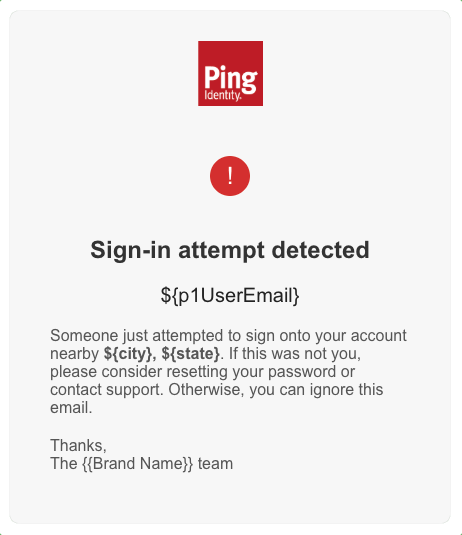 Ping
Identity.
!
Sign-in attempt detected
${p1UserEmail}
Someone just attempted to sign onto your account
nearby ${city}, ${state}. If this was not you,
please consider resetting your password or
contact support. Otherwise, you can ignore this
email.
Thanks,
The {{Brand Name}} team